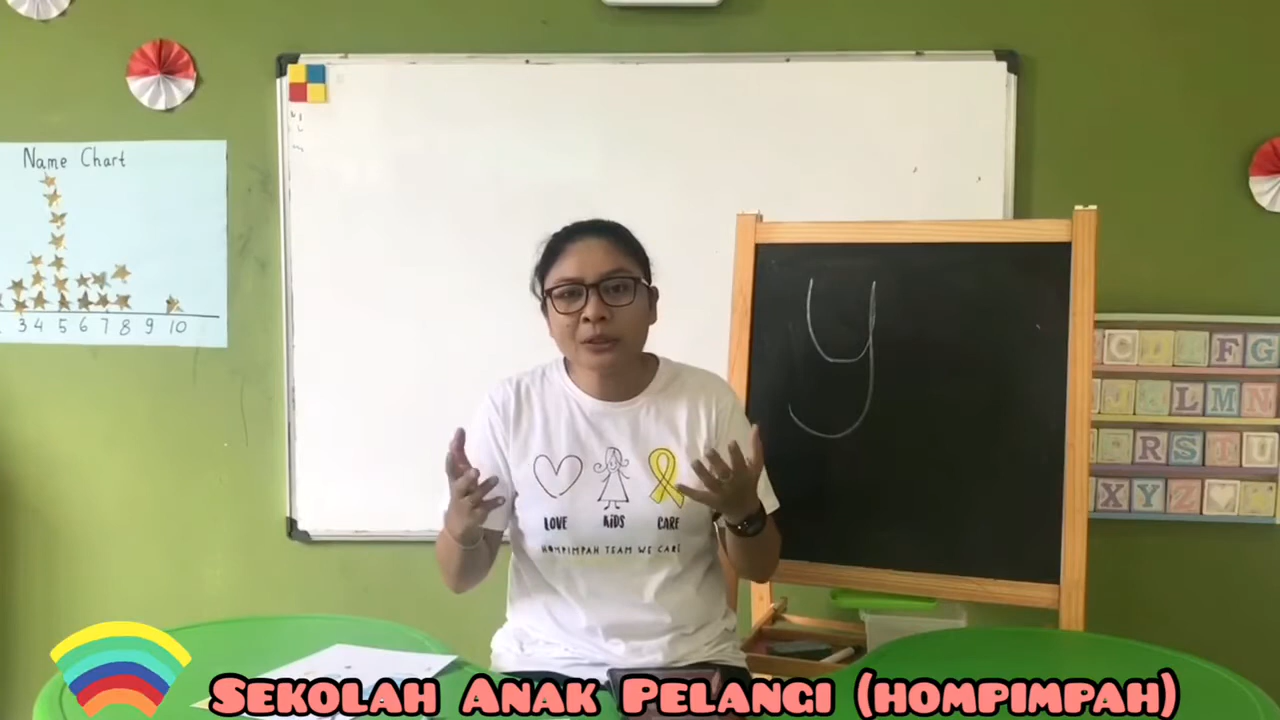 Name Chart
3 4 5 6 7 8 9 10
y
C D I F G
J K L M N
R S T U
X Y Z
LOVE KiDS CARE
HOMPIMPAH TEAM WE CARE
SEKOLAH ANAK PELANGI (HOMPIMPAH)